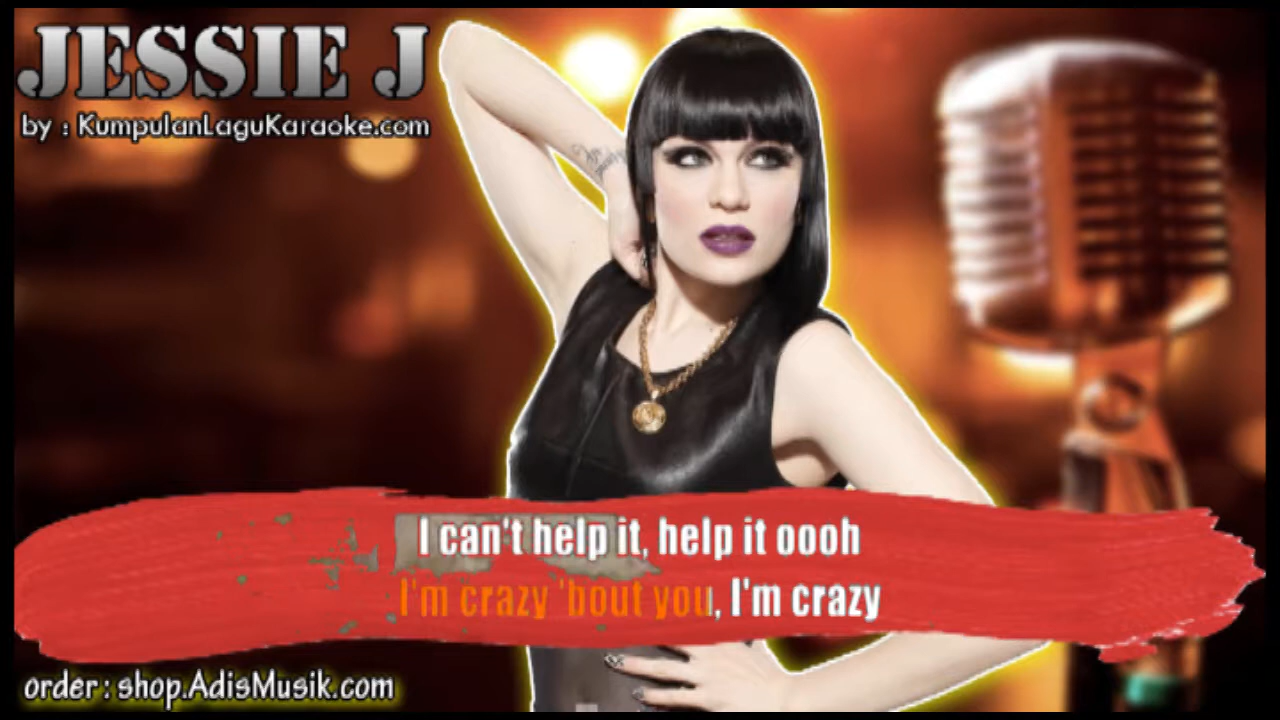 JESSIE J
by : KumpulanLaguKaraoke.com
I can't help it, help it oooh
I'm crazy 'bout you, I'm crazy
order : shop.AdisMusik.com